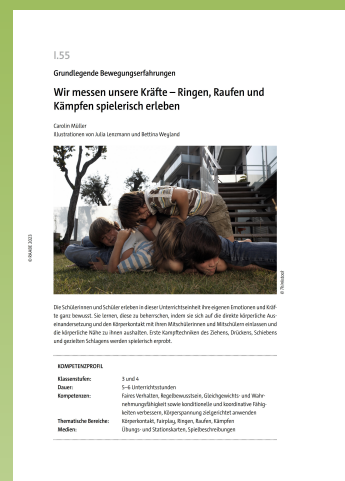 I.55
Grundlegende Bewegungserfahrungen
Wir messen unsere Kräfte – Ringen, Raufen und
Kämpfen spielerisch erleben
Carolin Müller
Illustrationen von Julia Lenzmann und Bettina Weyland
© RAABE 2023
© Thinkstock
Die Schülerinnen und Schüler erleben in dieser Unterrichtseinheit ihre eigenen Emotionen und Kräf-
te ganz bewusst. Sie lernen, diese zu beherrschen, indem sie sich auf die direkte körperliche Aus-
einandersetzung und den Körperkontakt mit ihren Mitschülerinnen und Mitschülern einlassen und
die körperliche Nähe zu ihnen aushalten. Erste Kampftechniken des Ziehens, Drückens, Schiebens
und gezielten Schlagens werden spielerisch erprobt.
KOMPETENZPROFIL
Klassenstufen: 3 und 4
Dauer: 5–6 Unterrichtsstunden
Kompetenzen: Faires Verhalten, Regelbewusstsein, Gleichgewichts- und Wahr-
nehmungsfähigkeit sowie konditionelle und koordinative Fähig-
keiten verbessern, Körperspannung zielgerichtet anwenden
Thematische Bereiche: Körperkontakt, Fairplay, Ringen, Raufen, Kämpfen
Medien: Übungs- und Stationskarten, Spielbeschreibungen